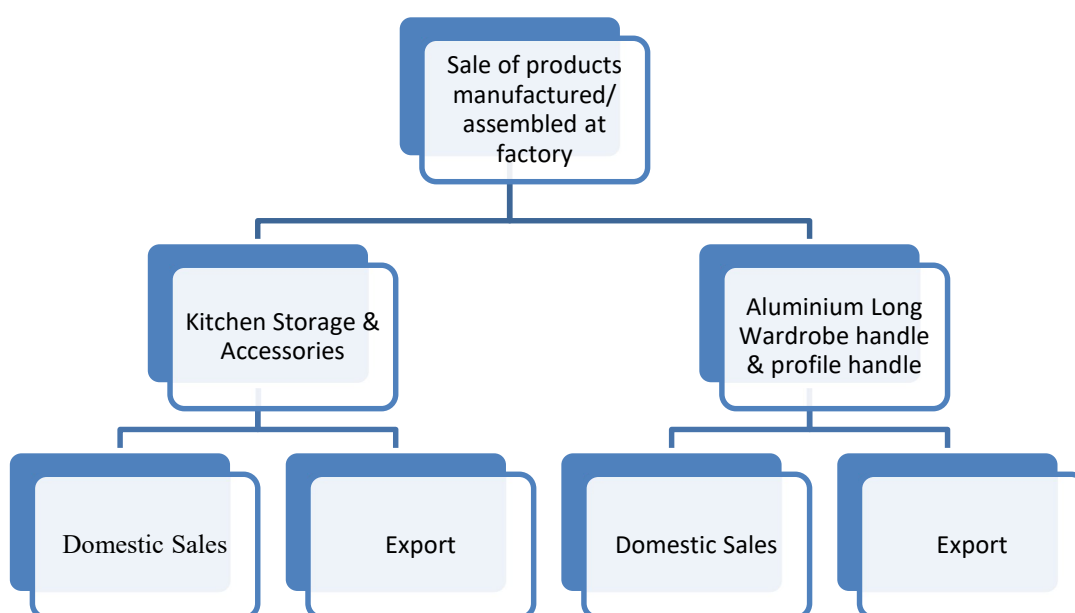 Sale of products
manufactured/
assembled at
factory
Kitchen Storage &
Accessories
Aluminium Long
Wardrobe handle
& profile handle
Domestic Sales
Export
Domestic Sales
Export